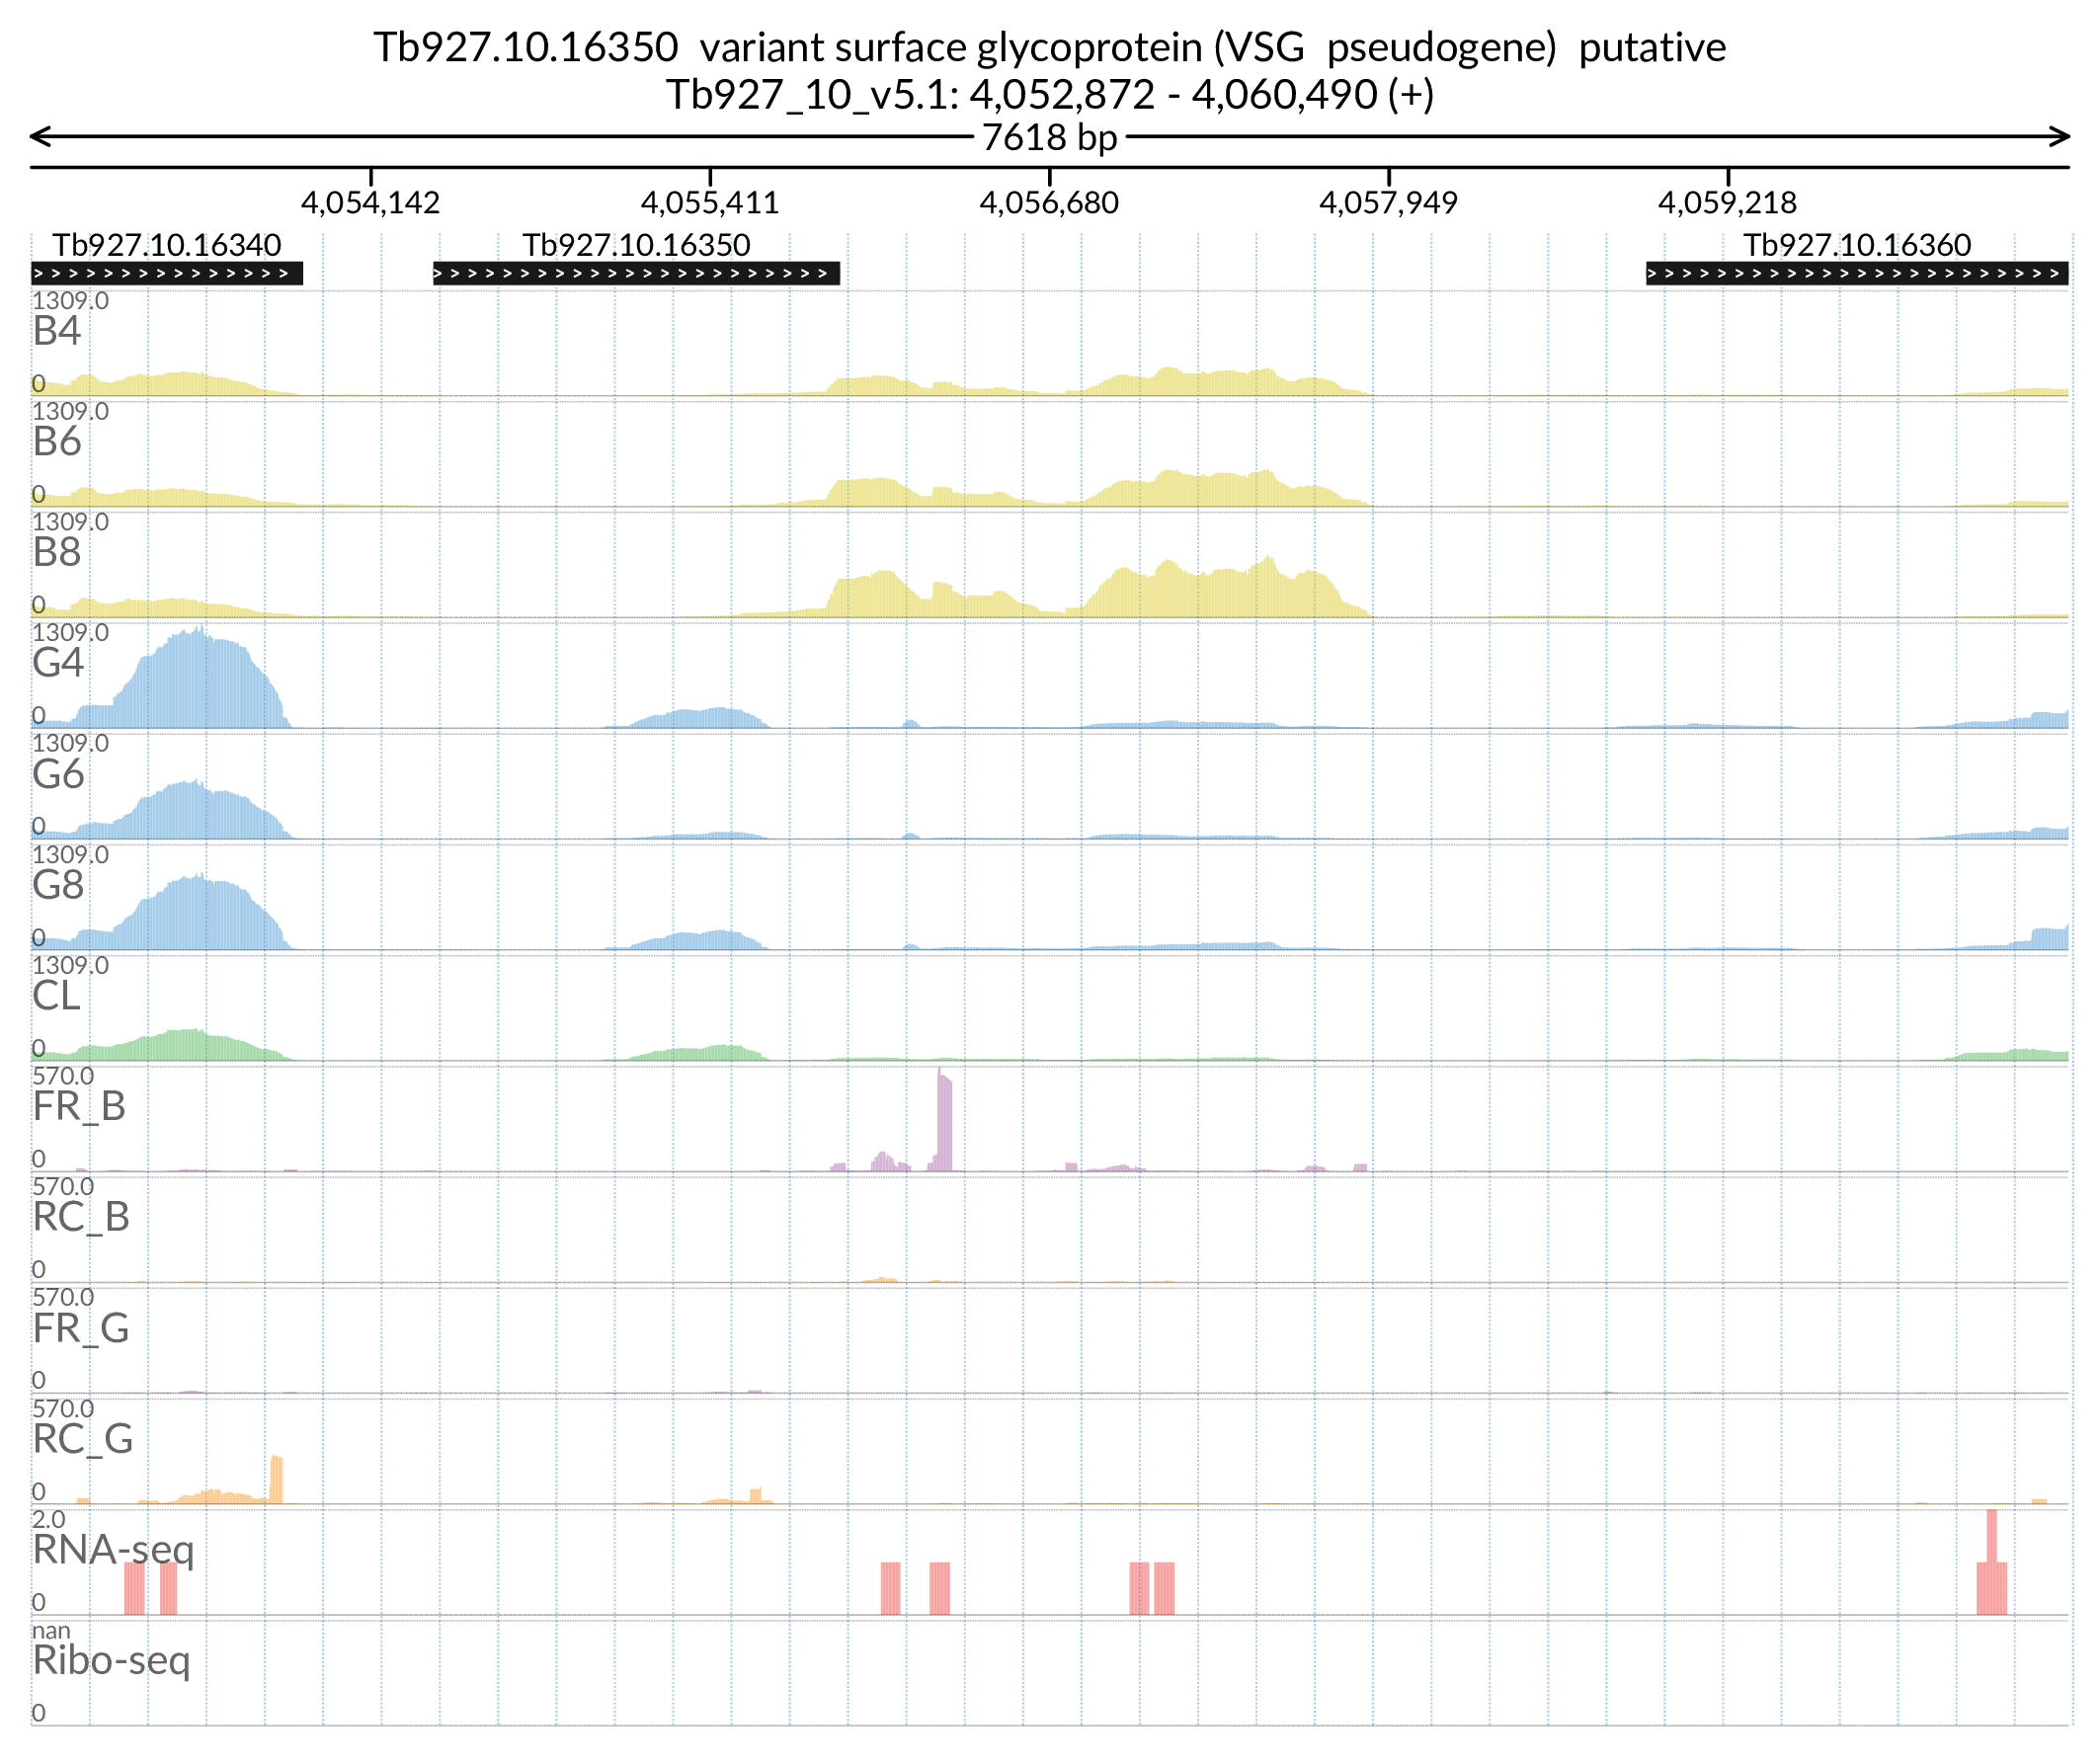 Tb927.10.16350  variant surface glycoprotein (VSG  pseudogene)  putative
Tb927_10_v5.1: 4,052,872 - 4,060,490 (+)
7618 bp
4,054,142 4,055,411 4,056,680 4,057,949 4,059,218
Tb927.10.16340 Tb927.10.16350 Tb927.10.16360
1309.0
B4
0
1309.0
B6
0
1309.0
B8
0
1309.0
G4
0
1309.0
G6
0
1309.0
G8
0
1309.0
CL
0
570.0
FR_B
0
570.0
RC_B
0
570.0
FR_G
0
570.0
RC_G
0
2.0
RNA-seq
0
nan
Ribo-seq
0